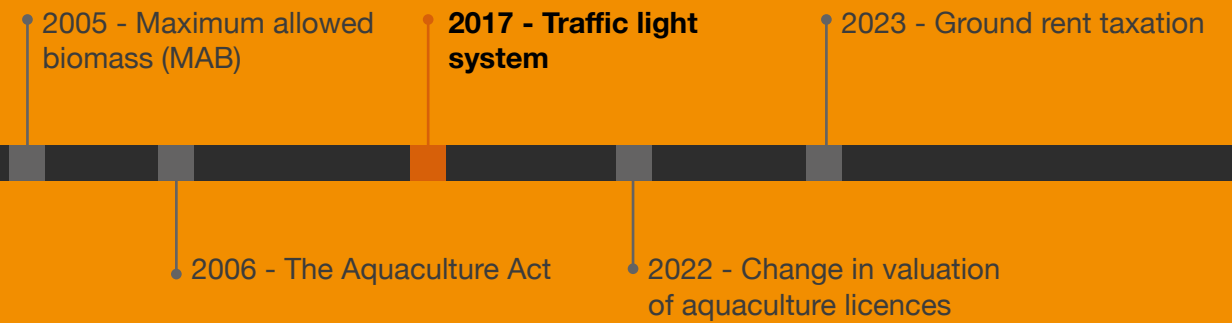 2005 - Maximum allowed
biomass (MAB)
2017 - Traffic light
system
2023 - Ground rent taxation
2006 - The Aquaculture Act
2022 - Change in valuation
of aquaculture licences